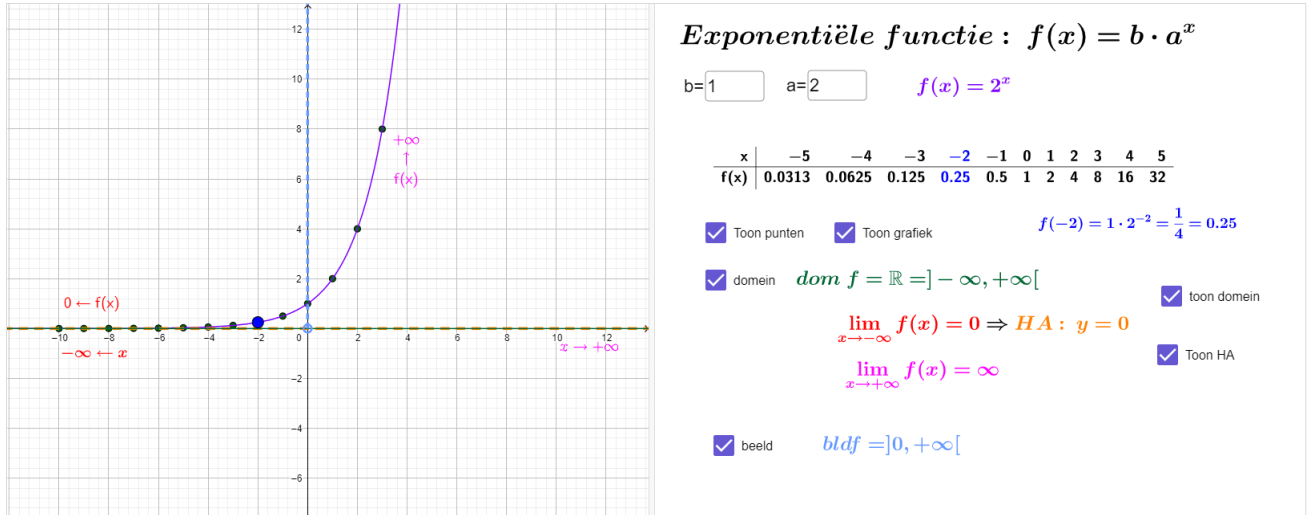 12
10
8
+∞
↑
6
f(x)
4
2
0 ← f(x)
−10 −8 −6 −4 −2 0 2 4 6 8 10 12
−∞ ← x
x → +∞
−2
−4
−6
Exponentiële functie : f(x) = b · aˣ
b= 1 a= 2 f(x) = 2ˣ
x −5 −4 −3 −2 −1 0 1 2 3 4 5
f(x) 0.0313 0.0625 0.125 0.25 0.5 1 2 4 8 16 32
f(−2) = 1 · 2⁻² = 1/4 = 0.25
Toon punten Toon grafiek
domein dom f = ℝ =] − ∞, +∞[
toon domein
lim x→−∞ f(x) = 0 ⇒ HA : y = 0
Toon HA
lim x→+∞ f(x) = ∞
beeld bldf =]0, +∞[